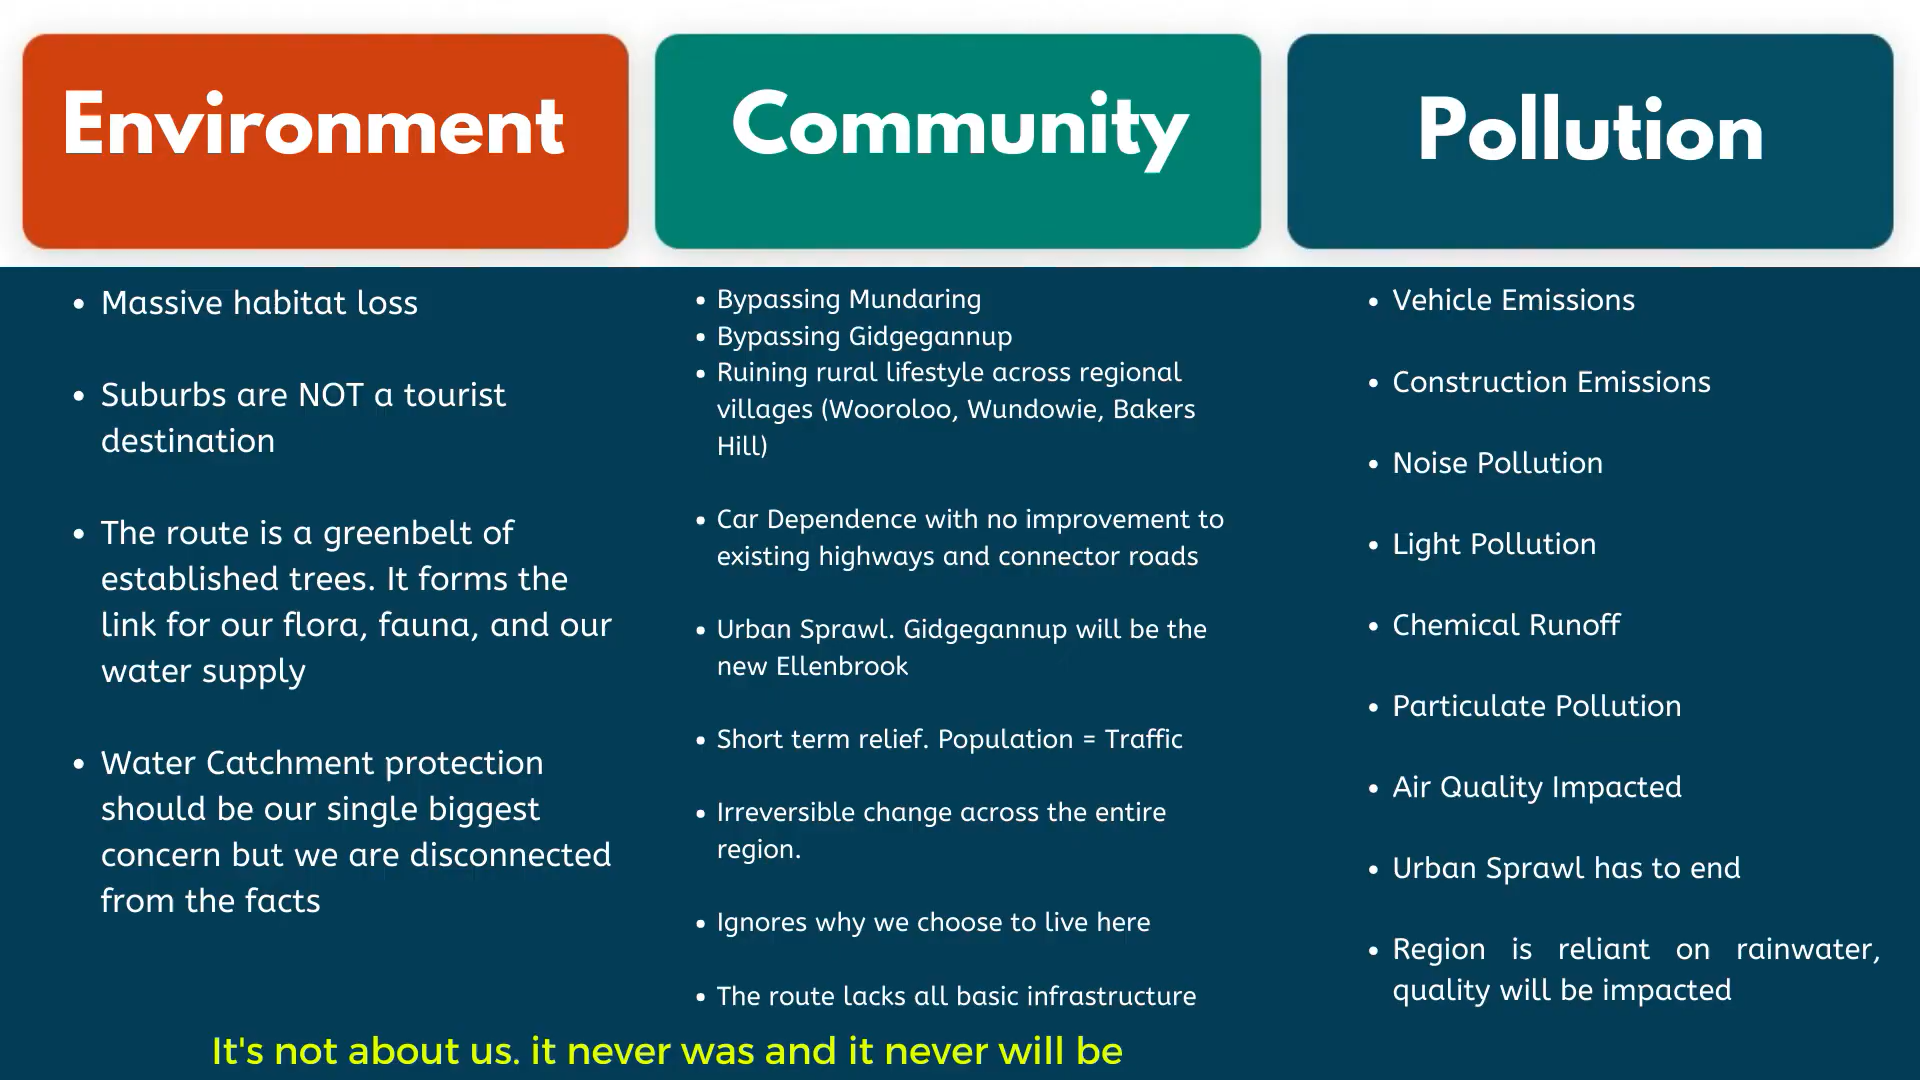 Environment
• Massive habitat loss
• Suburbs are NOT a tourist
destination
• The route is a greenbelt of
established trees. It forms the
link for our flora, fauna, and our
water supply
• Water Catchment protection
should be our single biggest
concern but we are disconnected
from the facts
Community
• Bypassing Mundaring
• Bypassing Gidgegannup
• Ruining rural lifestyle across regional
villages (Wooroloo, Wundowie, Bakers
Hill)
• Car Dependence with no improvement to
existing highways and connector roads
• Urban Sprawl. Gidgegannup will be the
new Ellenbrook
• Short term relief. Population = Traffic
• Irreversible change across the entire
region.
• Ignores why we choose to live here
• The route lacks all basic infrastructure
Pollution
• Vehicle Emissions
• Construction Emissions
• Noise Pollution
• Light Pollution
• Chemical Runoff
• Particulate Pollution
• Air Quality Impacted
• Urban Sprawl has to end
• Region is reliant on rainwater,
quality will be impacted
It's not about us. it never was and it never will be